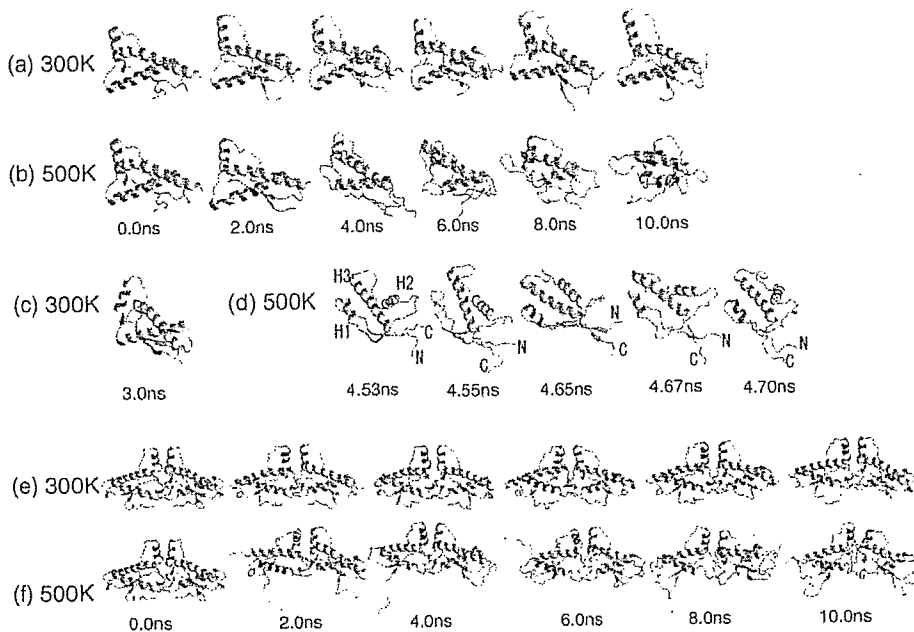 (a) 300K
(b) 500K
0.0ns 2.0ns 4.0ns 6.0ns 8.0ns 10.0ns
(c) 300K (d) 500K H3 H2 H1 C N N C N C N C N C
3.0ns 4.53ns 4.55ns 4.65ns 4.67ns 4.70ns
(e) 300K
(f) 500K
0.0ns 2.0ns 4.0ns 6.0ns 8.0ns 10.0ns